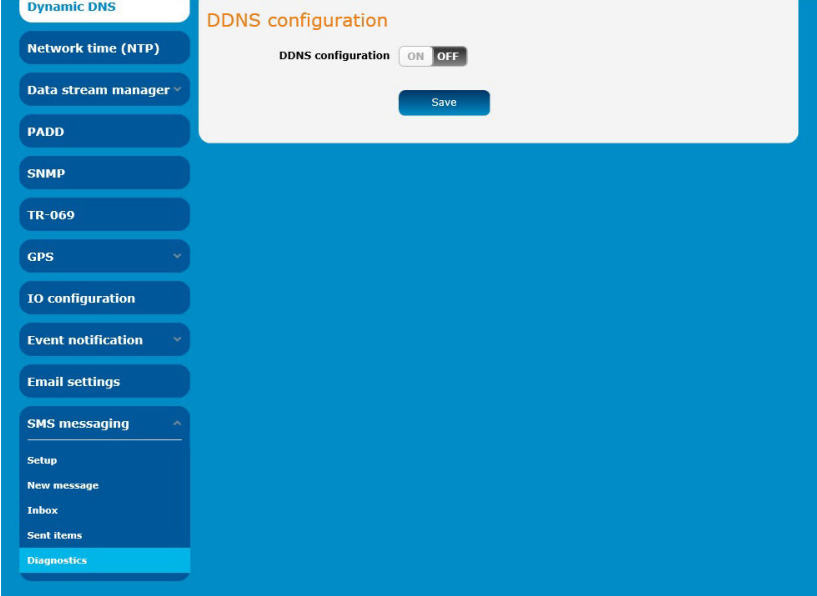 Dynamic DNS
Network time (NTP)
Data stream manager
PADD
SNMP
TR-069
GPS
IO configuration
Event notification
Email settings
SMS messaging
Setup
New message
Inbox
Sent items
Diagnostics
DDNS configuration
DDNS configuration ON OFF
Save